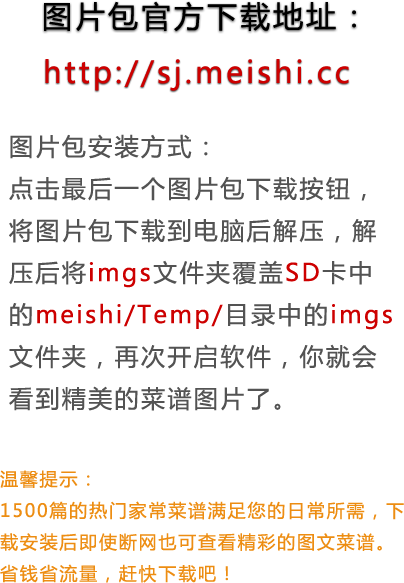 图片包官方下载地址：
http://sj.meishi.cc
图片包安装方式：
点击最后一个图片包下载按钮，
将图片包下载到电脑后解压，解
压后将imgs文件夹覆盖SD卡中
的meishi/Temp/目录中的imgs
文件夹，再次开启软件，你就会
看到精美的菜谱图片了。
温馨提示：
1500篇的热门家常菜谱满足您的日常所需，下
载安装后即使断网也可查看精彩的图文菜谱。
省钱省流量，赶快下载吧！